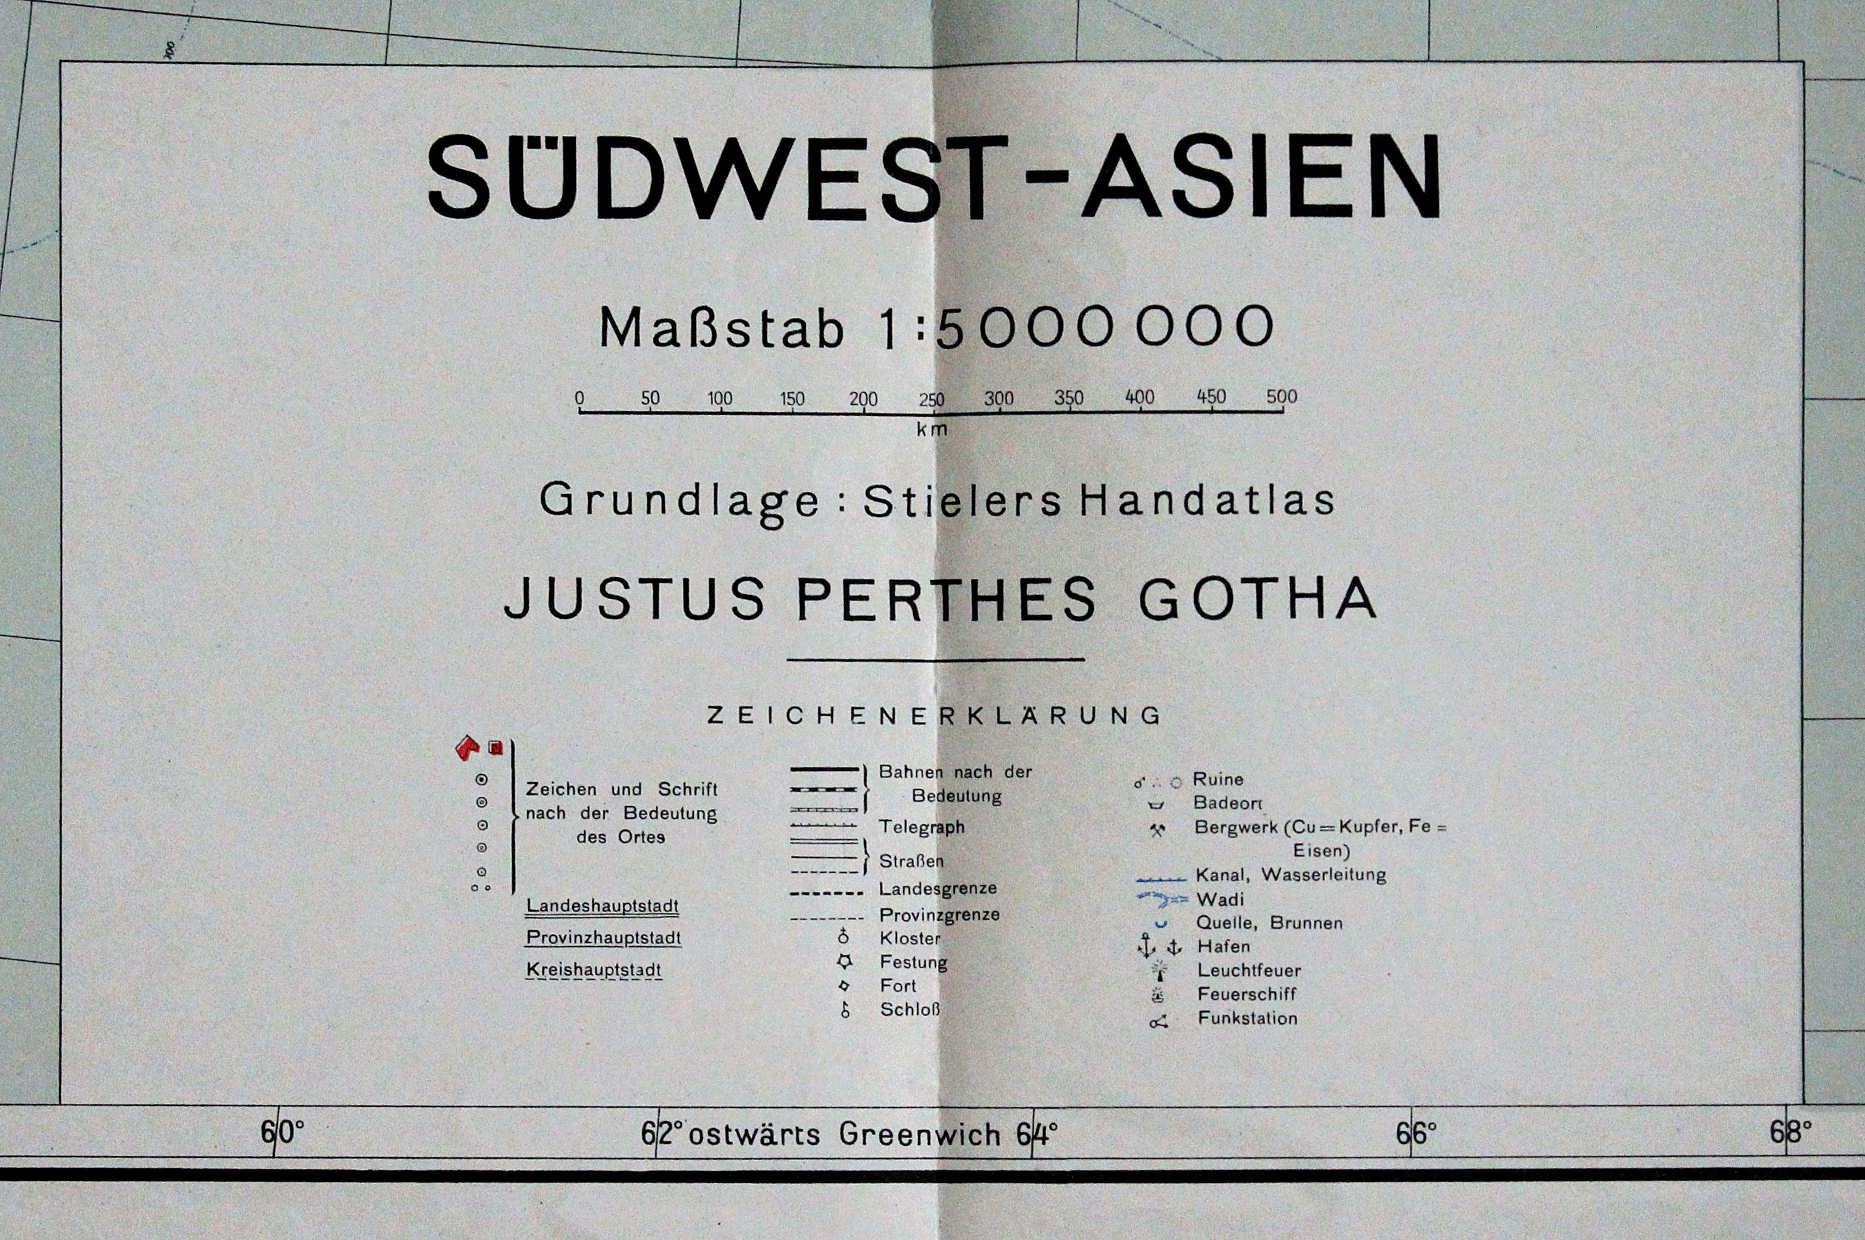 SÜDWEST-ASIEN
Maßstab 1:5000 000
0 50 100 150 200 250 300 350 400 450 500
km
Grundlage: Stielers Handatlas
JUSTUS PERTHES GOTHA
ZEICHENERKLÄRUNG
Zeichen und Schrift
nach der Bedeutung
des Ortes
Landeshauptstadt
Provinzhauptstadt
Kreishauptstadt
Bahnen nach der
Bedeutung
Telegraph
Straßen
Landesgrenze
Provinzgrenze
Kloster
Festung
Fort
Schloß
Ruine
Badeort
Bergwerk (Cu=Kupfer, Fe=
Eisen)
Kanal, Wasserleitung
Wadi
Quelle, Brunnen
Hafen
Leuchtfeuer
Feuerschiff
Funkstation
60° 62° ostwärts Greenwich 64° 66° 68°